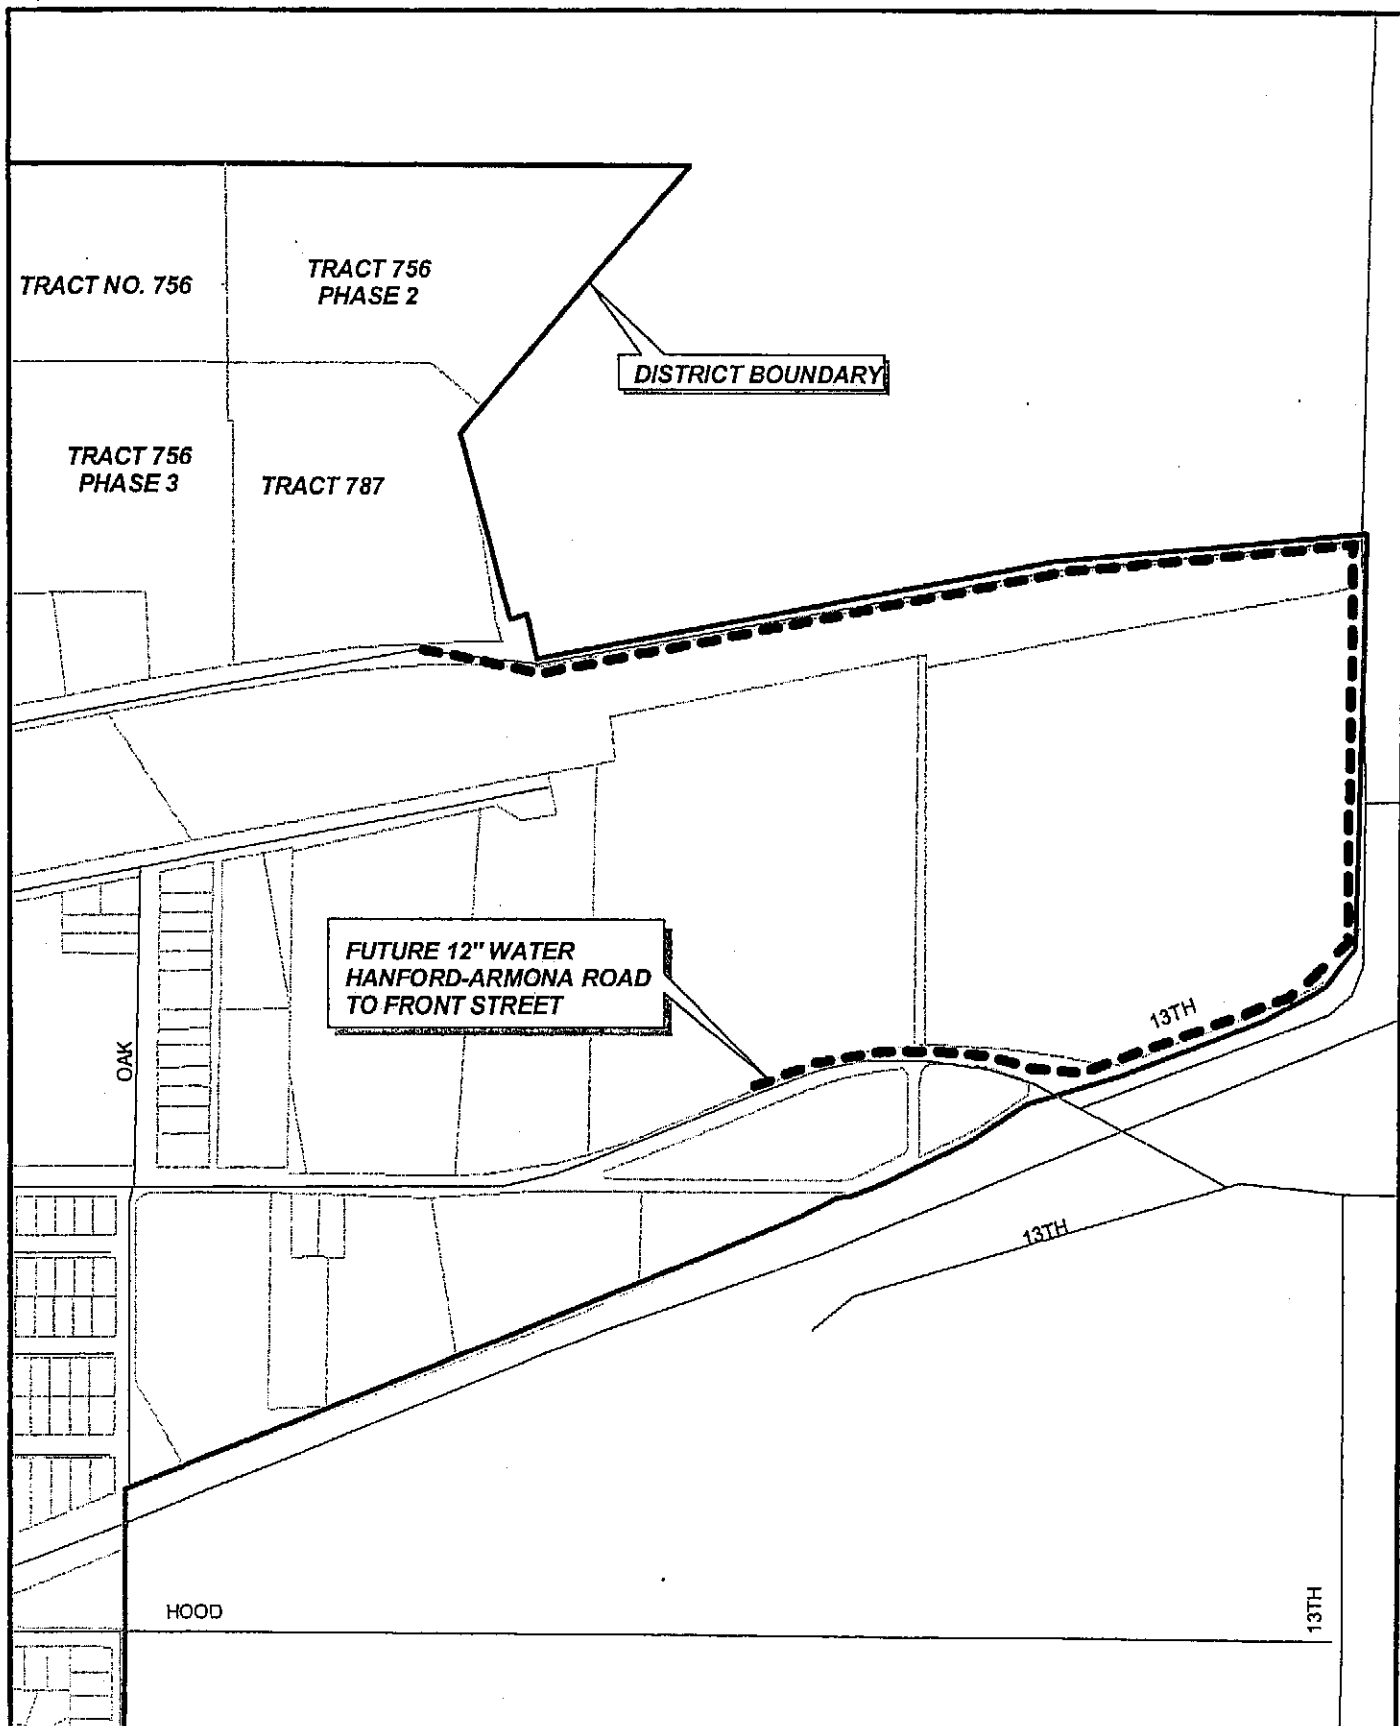 TRACT NO. 756
TRACT 756
PHASE 2
DISTRICT BOUNDARY
TRACT 756
PHASE 3
TRACT 787
FUTURE 12" WATER
HANFORD-ARMONA ROAD
TO FRONT STREET
13TH
OAK
13TH
HOOD
13TH